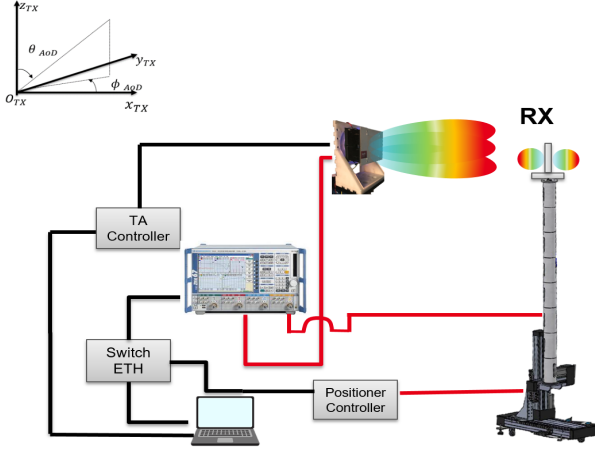 z_TX
θ_AoD
y_TX
ϕ_AoD
O_TX
x_TX
RX
TA
Controller
Switch
ETH
Positioner
Controller